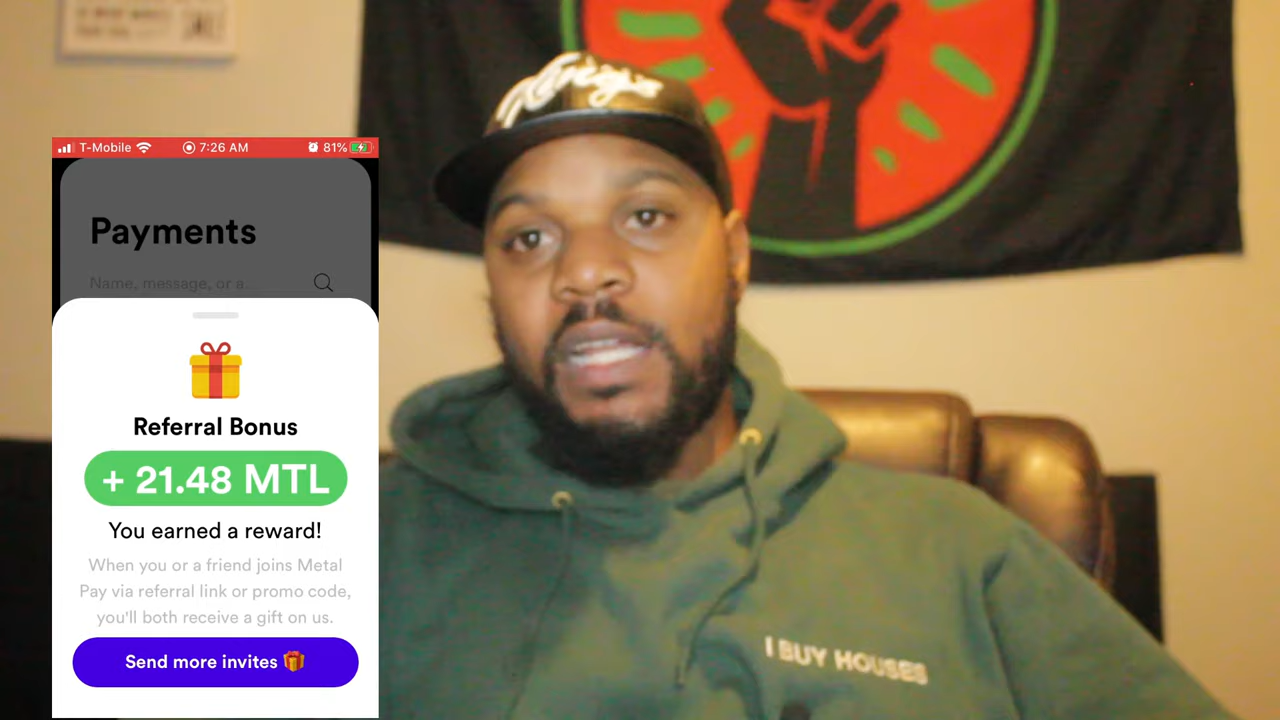 T-Mobile 7:26 AM 81%
Payments
Name, message, or a...
Referral Bonus
+ 21.48 MTL
You earned a reward!
When you or a friend joins Metal
Pay via referral link or promo code,
you'll both receive a gift on us.
Send more invites
Kings
I BUY HOUSES